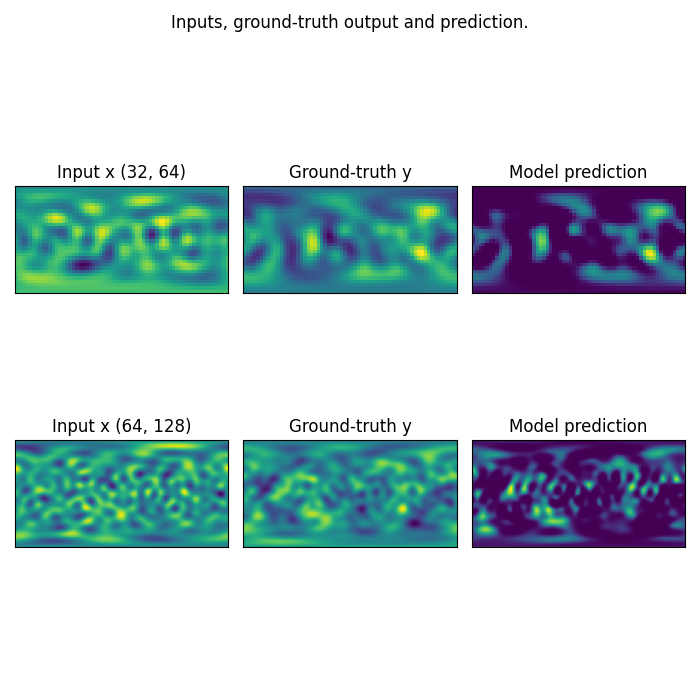 Inputs, ground-truth output and prediction.
Input x (32, 64)
Ground-truth y
Model prediction
Input x (64, 128)
Ground-truth y
Model prediction